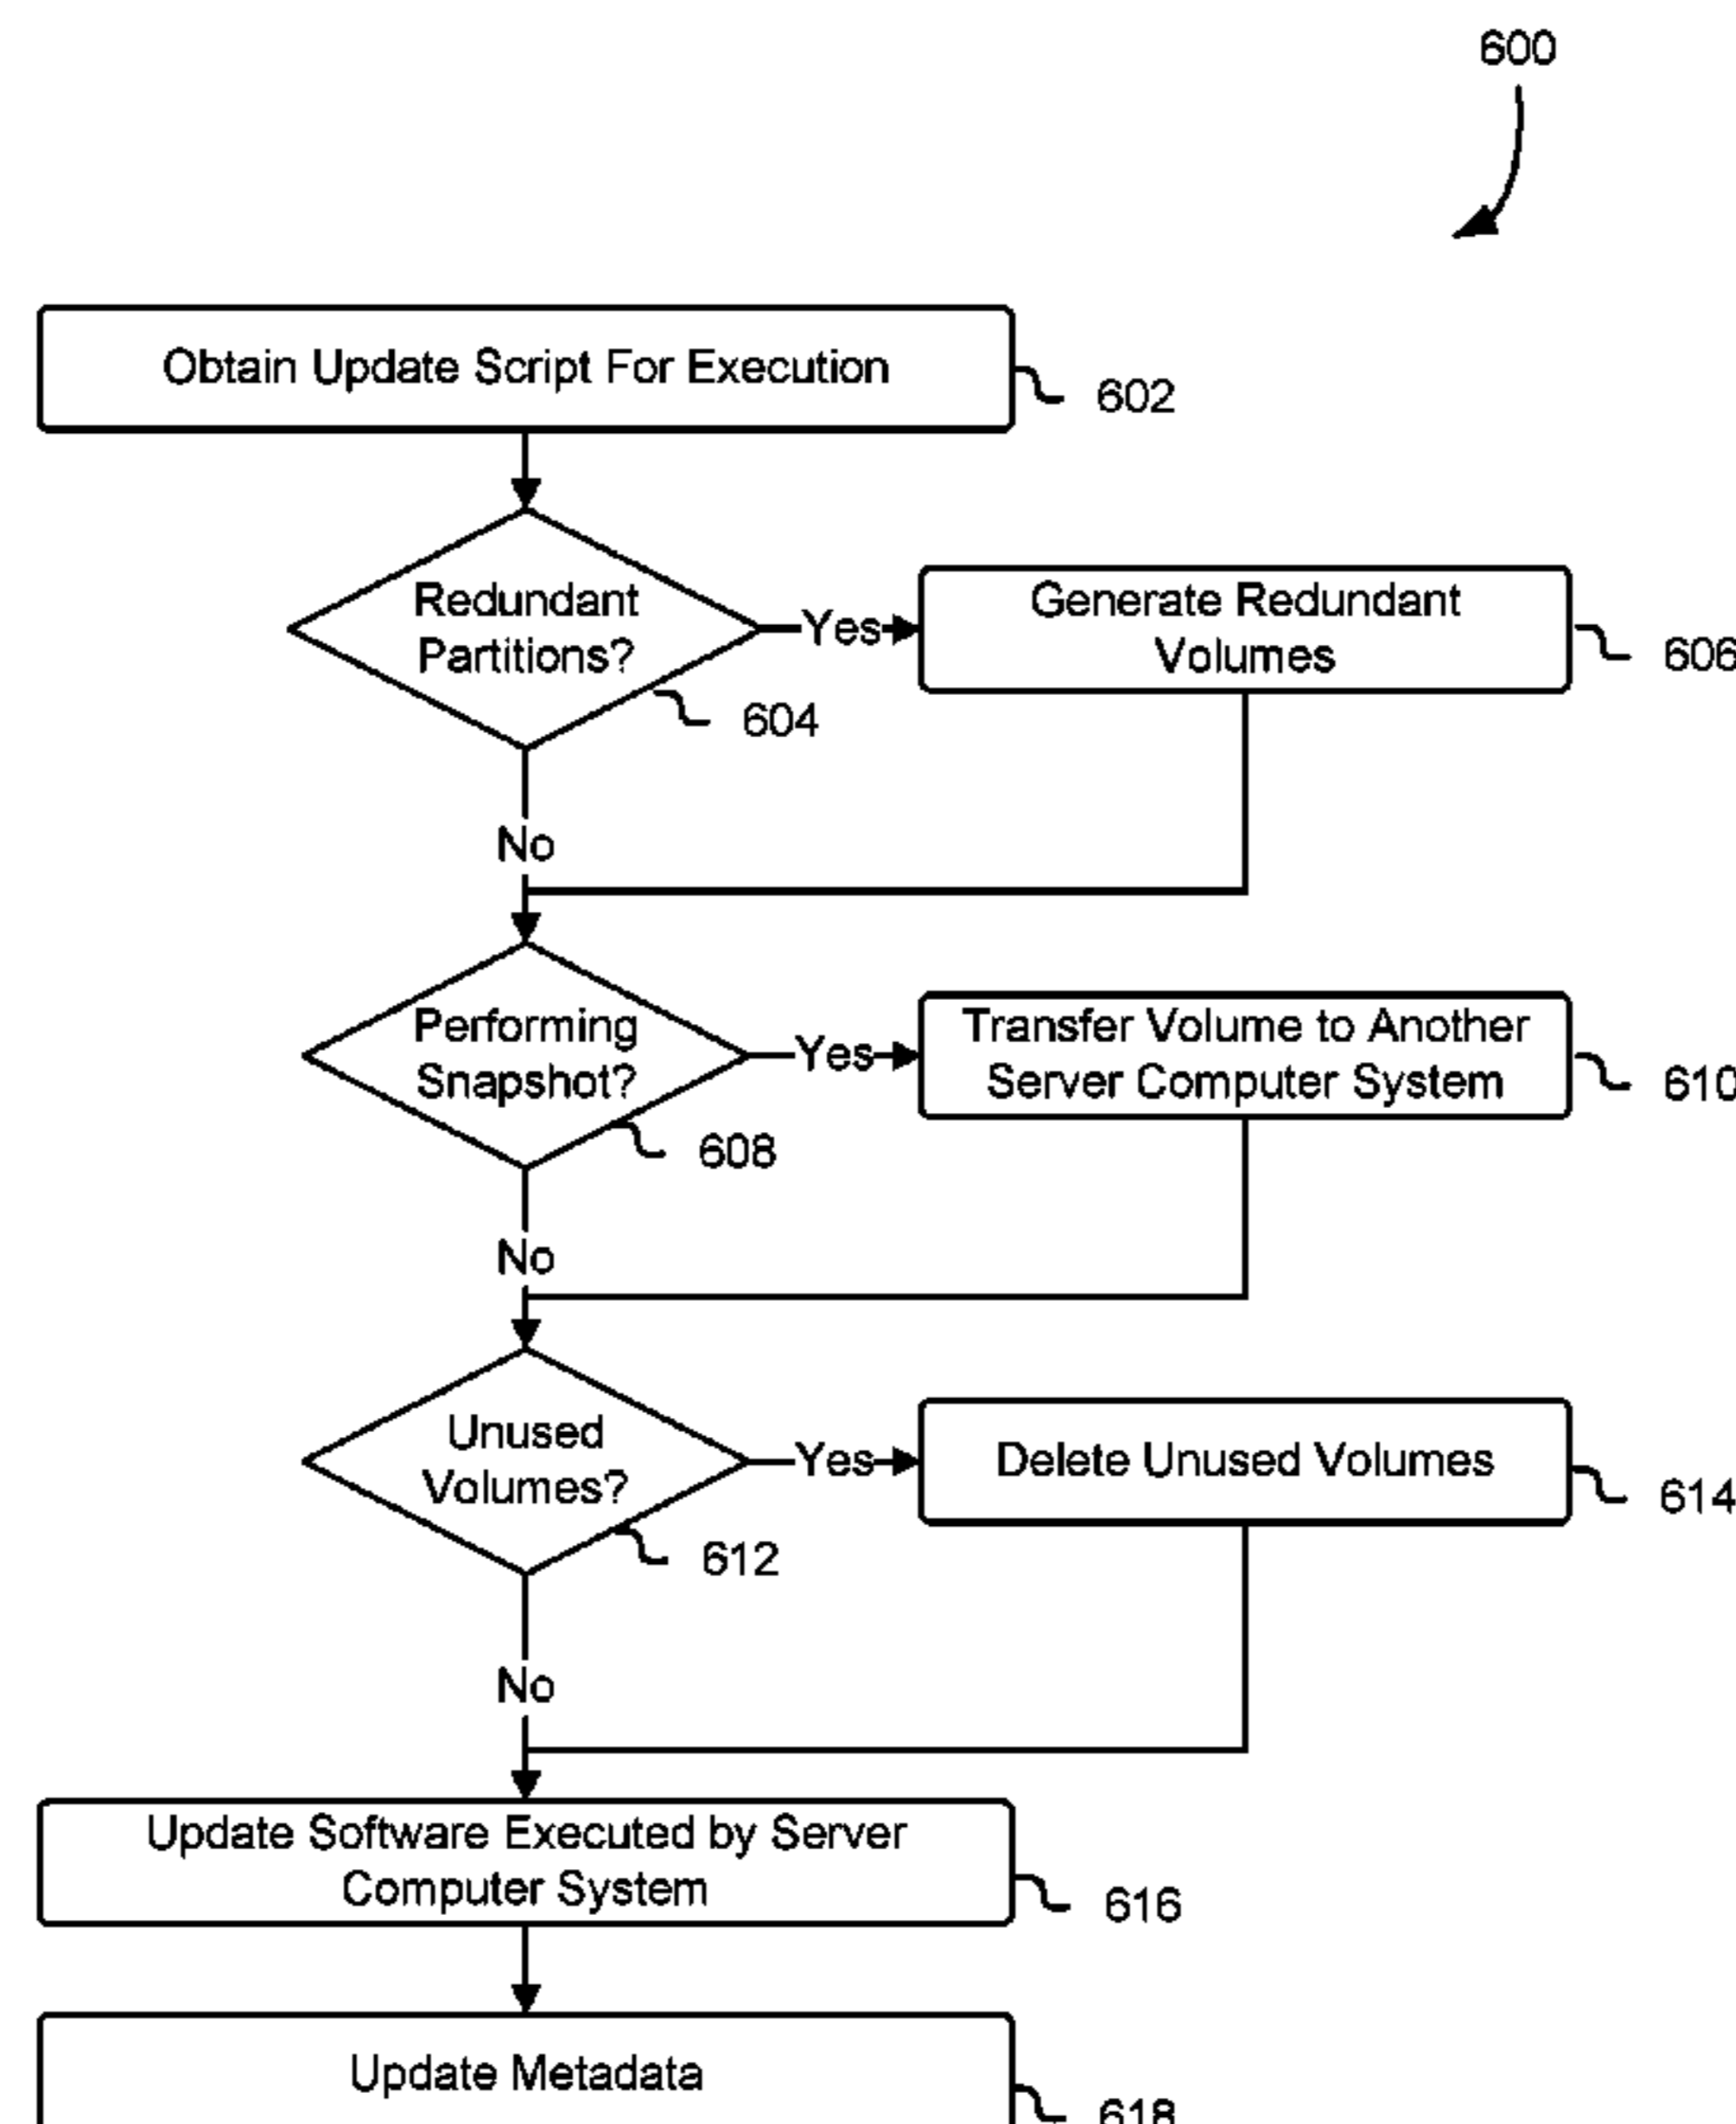 600
Obtain Update Script For Execution
602
Redundant
Partitions?
Yes
Generate Redundant
Volumes
606
604
No
Performing
Snapshot?
Yes
Transfer Volume to Another
Server Computer System
610
608
No
Unused
Volumes?
Yes
Delete Unused Volumes
614
612
No
Update Software Executed by Server
Computer System
616
Update Metadata
618